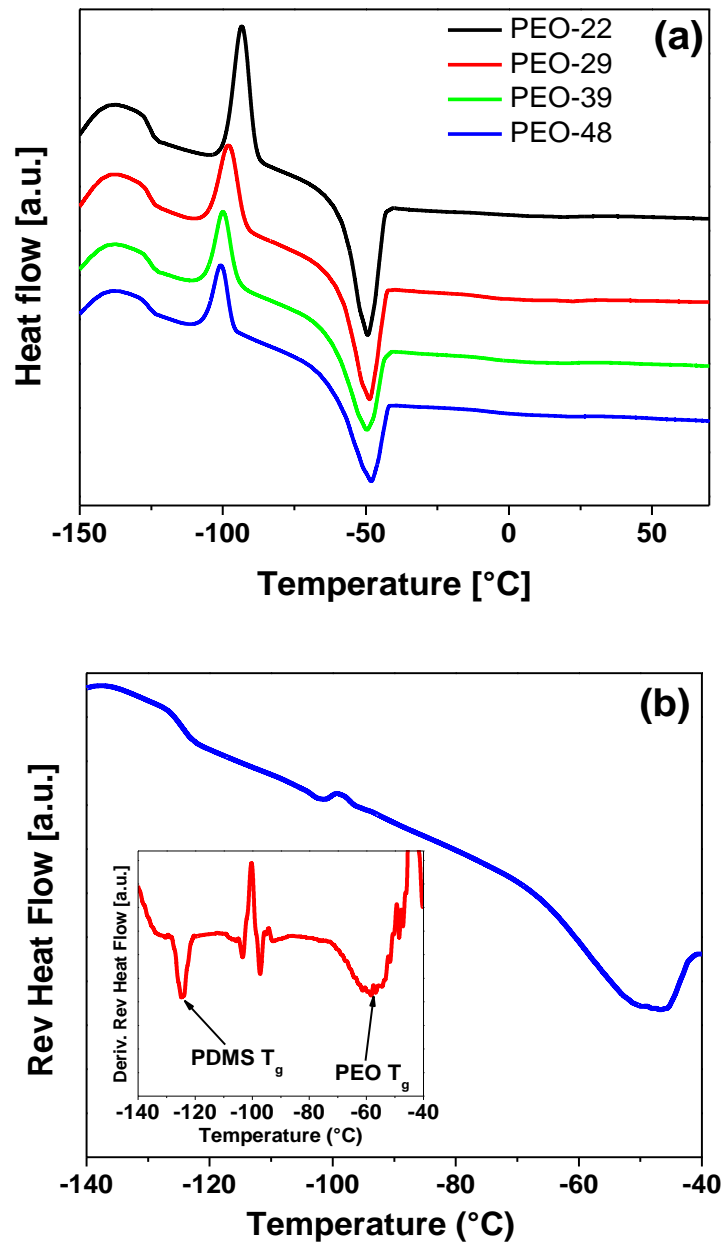 (a)
PEO-22
PEO-29
PEO-39
PEO-48
Heat flow [a.u.]
-150 -100 -50 0 50
Temperature [°C]
(b)
Rev Heat Flow [a.u.]
Deriv. Rev Heat Flow [a.u.]
PDMS Tg
PEO Tg
-140 -120 -100 -80 -60 -40
Temperature (°C)
-140 -120 -100 -80 -60 -40
Temperature (°C)